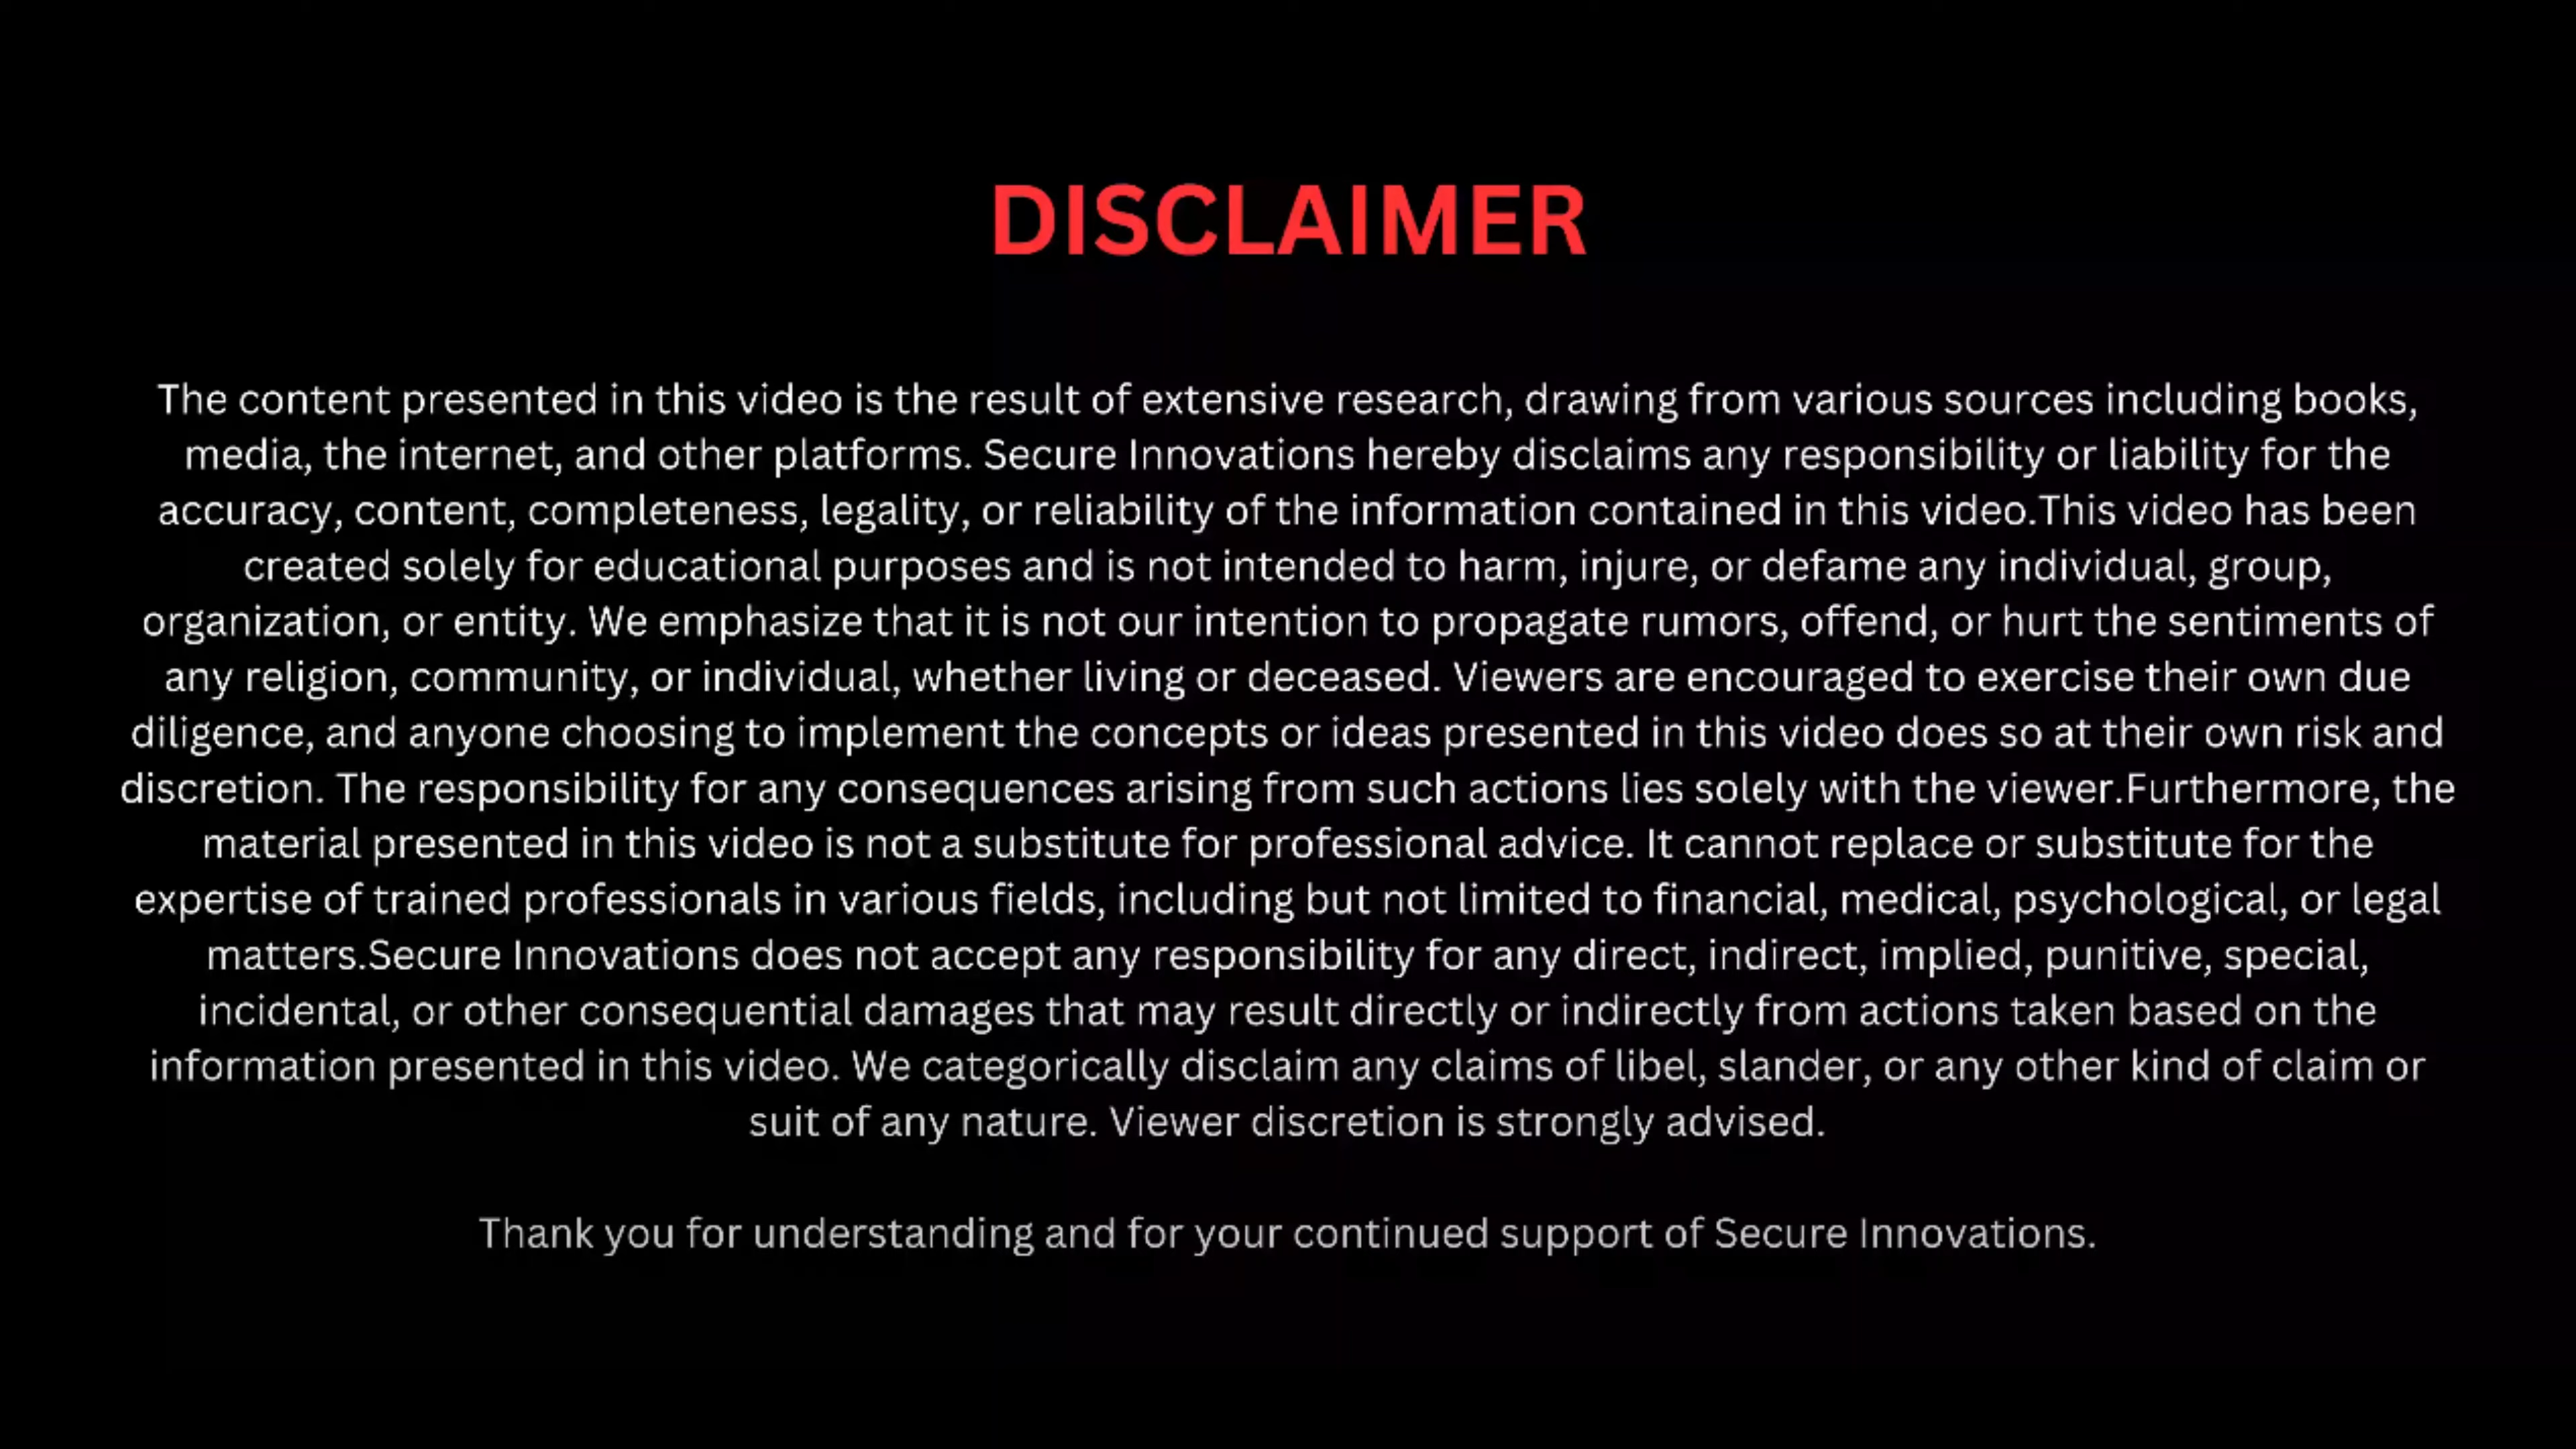 DISCLAIMER
The content presented in this video is the result of extensive research, drawing from various sources including books,
media, the internet, and other platforms. Secure Innovations hereby disclaims any responsibility or liability for the
accuracy, content, completeness, legality, or reliability of the information contained in this video.This video has been
created solely for educational purposes and is not intended to harm, injure, or defame any individual, group,
organization, or entity. We emphasize that it is not our intention to propagate rumors, offend, or hurt the sentiments of
any religion, community, or individual, whether living or deceased. Viewers are encouraged to exercise their own due
diligence, and anyone choosing to implement the concepts or ideas presented in this video does so at their own risk and
discretion. The responsibility for any consequences arising from such actions lies solely with the viewer.Furthermore, the
material presented in this video is not a substitute for professional advice. It cannot replace or substitute for the
expertise of trained professionals in various fields, including but not limited to financial, medical, psychological, or legal
matters.Secure Innovations does not accept any responsibility for any direct, indirect, implied, punitive, special,
incidental, or other consequential damages that may result directly or indirectly from actions taken based on the
information presented in this video. We categorically disclaim any claims of libel, slander, or any other kind of claim or
suit of any nature. Viewer discretion is strongly advised.
Thank you for understanding and for your continued support of Secure Innovations.